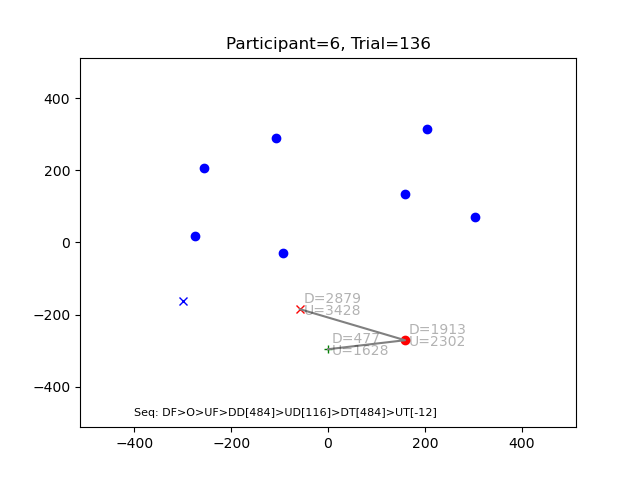 Participant=6, Trial=136
400
200
0
−200
−400
D=2879
U=3428
D=1913
U=2302
D=477
U=1628
Seq: DF>O>UF>DD[484]>UD[116]>DT[484]>UT[-12]
−400 −200 0 200 400